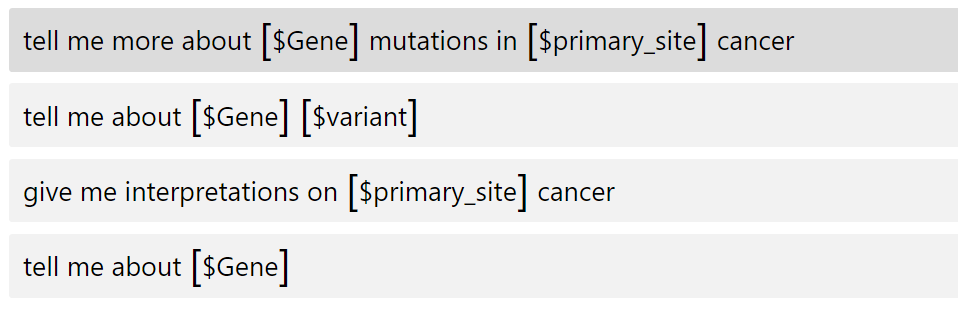 tell me more about [$Gene] mutations in [$primary_site] cancer
tell me about [$Gene] [$variant]
give me interpretations on [$primary_site] cancer
tell me about [$Gene]